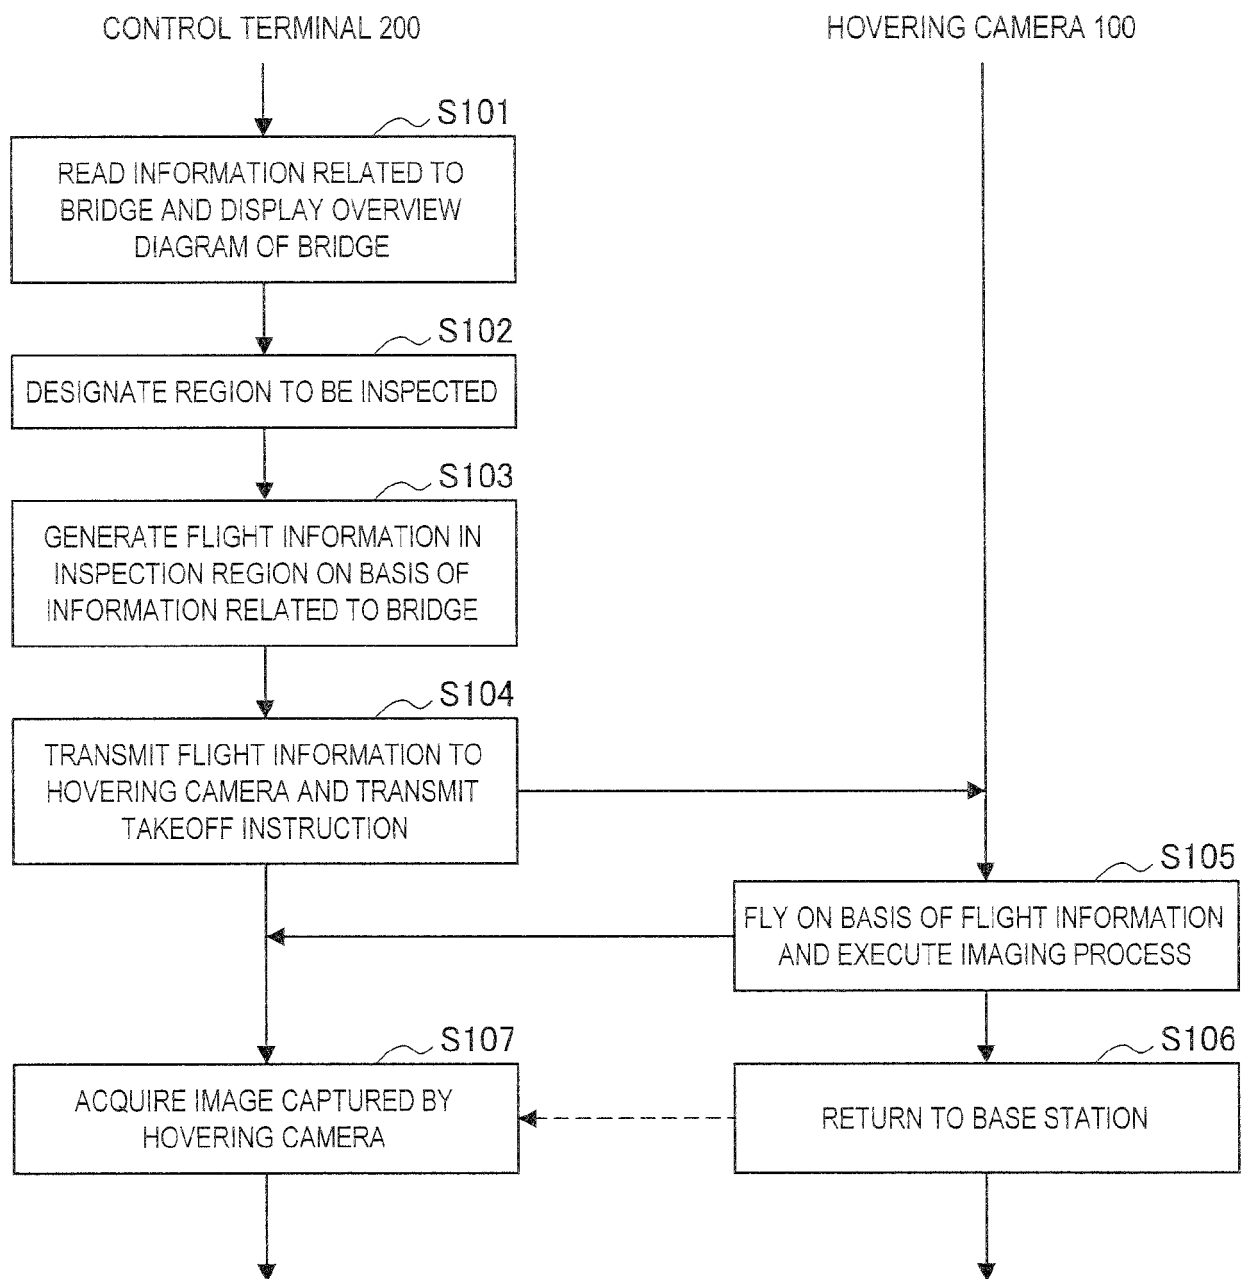 CONTROL TERMINAL 200
HOVERING CAMERA 100
S101
READ INFORMATION RELATED TO
BRIDGE AND DISPLAY OVERVIEW
DIAGRAM OF BRIDGE
S102
DESIGNATE REGION TO BE INSPECTED
S103
GENERATE FLIGHT INFORMATION IN
INSPECTION REGION ON BASIS OF
INFORMATION RELATED TO BRIDGE
S104
TRANSMIT FLIGHT INFORMATION TO
HOVERING CAMERA AND TRANSMIT
TAKEOFF INSTRUCTION
S105
FLY ON BASIS OF FLIGHT INFORMATION
AND EXECUTE IMAGING PROCESS
S107
ACQUIRE IMAGE CAPTURED BY
HOVERING CAMERA
S106
RETURN TO BASE STATION